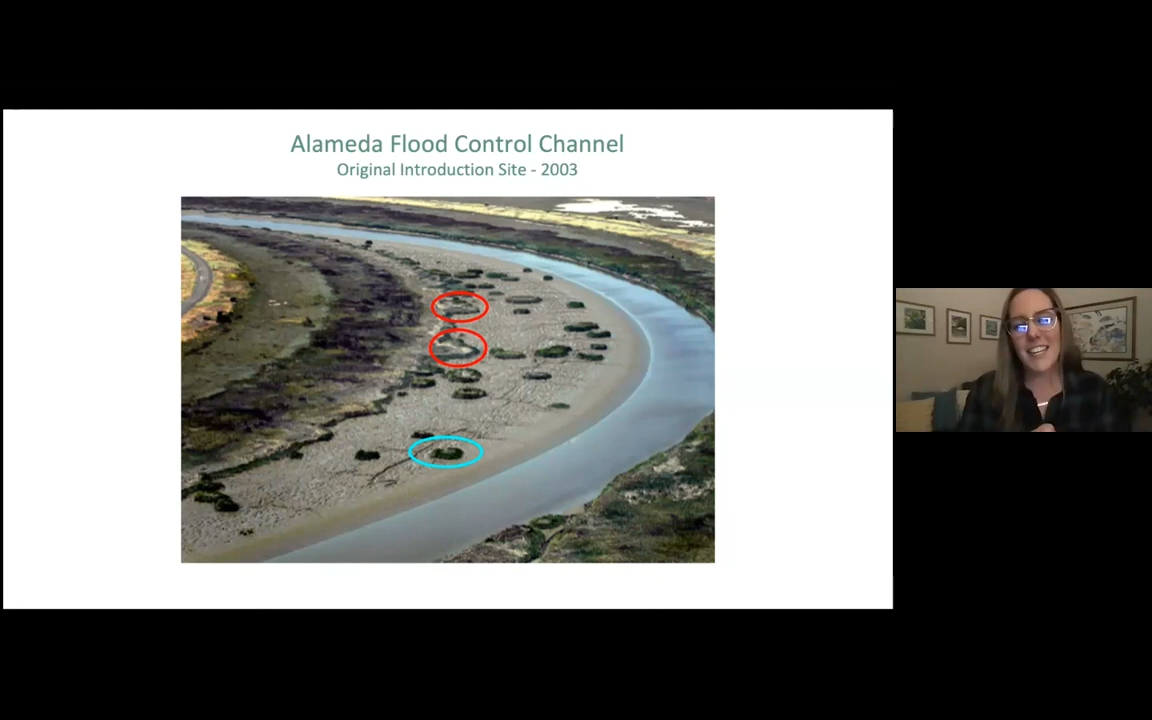 Alameda Flood Control Channel
Original Introduction Site - 2003